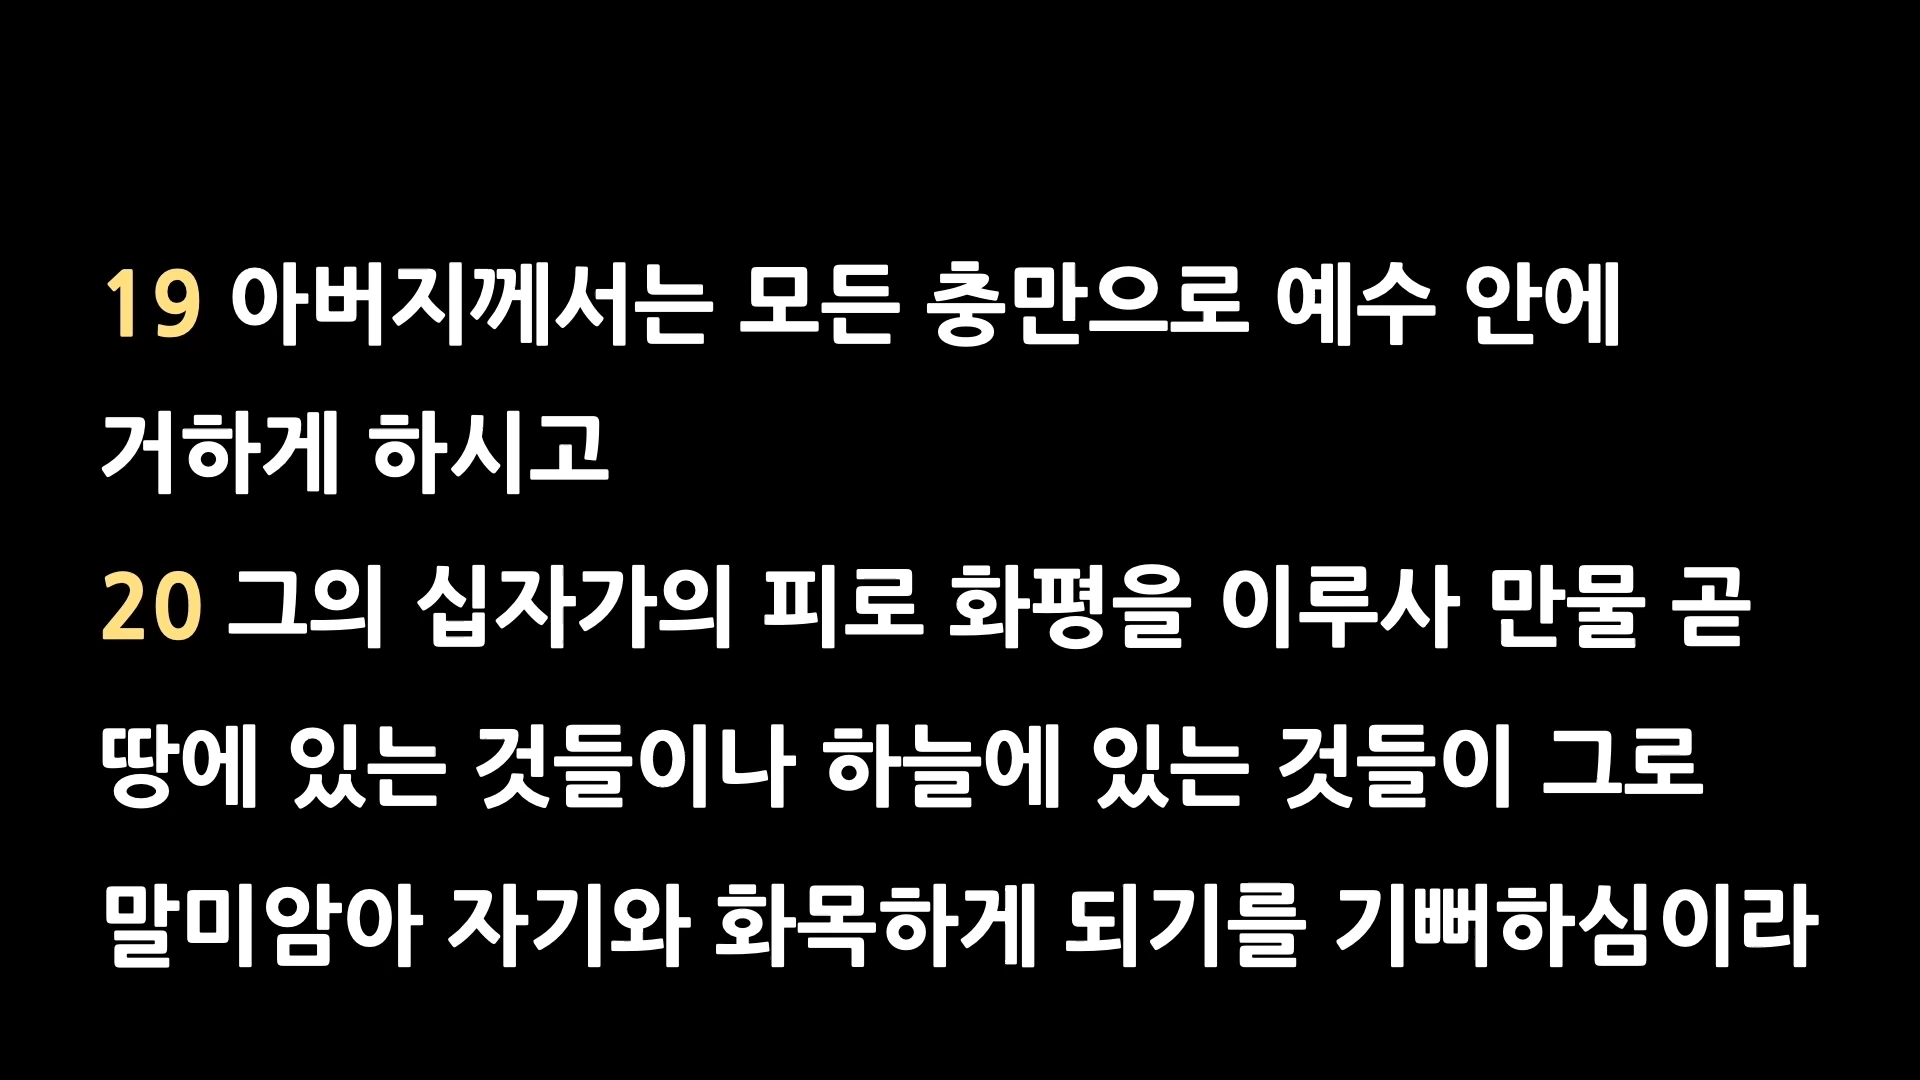 19 아버지께서는 모든 충만으로 예수 안에
거하게 하시고
20 그의 십자가의 피로 화평을 이루사 만물 곧
땅에 있는 것들이나 하늘에 있는 것들이 그로
말미암아 자기와 화목하게 되기를 기뻐하심이라